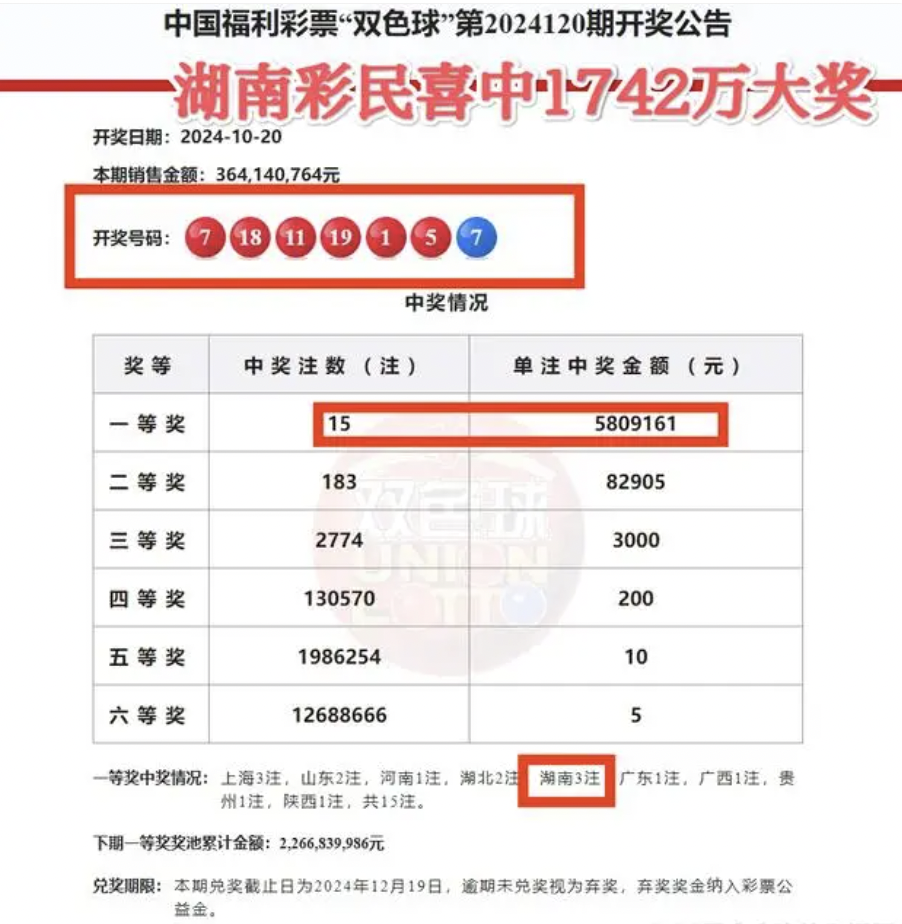 中国福利彩票“双色球”第2024120期开奖公告
湖南彩民喜中1742万大奖
开奖日期：2024-10-20
本期销售金额：364,140,764元
开奖号码： 7 18 11 19 1 5 7
中奖情况
奖等 中奖注数（注） 单注中奖金额（元）
一等奖 15 5809161
二等奖 183 82905
三等奖 2774 3000
四等奖 130570 200
五等奖 1986254 10
六等奖 12688666 5
双色球
UNION
LOTTO
一等奖中奖情况：上海3注，山东2注，河南1注，湖北2注 湖南3注 广东1注，广西1注，贵
州1注，陕西1注，共15注。
下期一等奖奖池累计金额：2,266,839,986元
兑奖期限：本期兑奖截止日为2024年12月19日，逾期未兑奖视为弃奖，弃奖奖金纳入彩票公
益金。